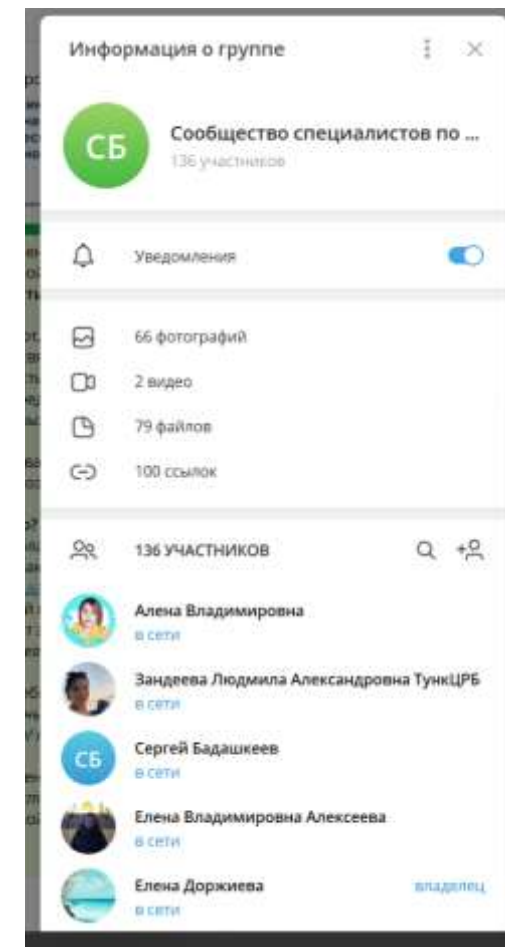 Информация о группе
СБ
Сообщество специалистов по ...
136 участников
Уведомления
66 фотографий
2 видео
79 файлов
100 ссылок
136 УЧАСТНИКОВ
Алена Владимировна
в сети
Зандеева Людмила Александровна ТункЦРБ
в сети
СБ
Сергей Бадашкеев
в сети
Елена Владимировна Алексеева
в сети
Елена Доржиева
владелец
в сети